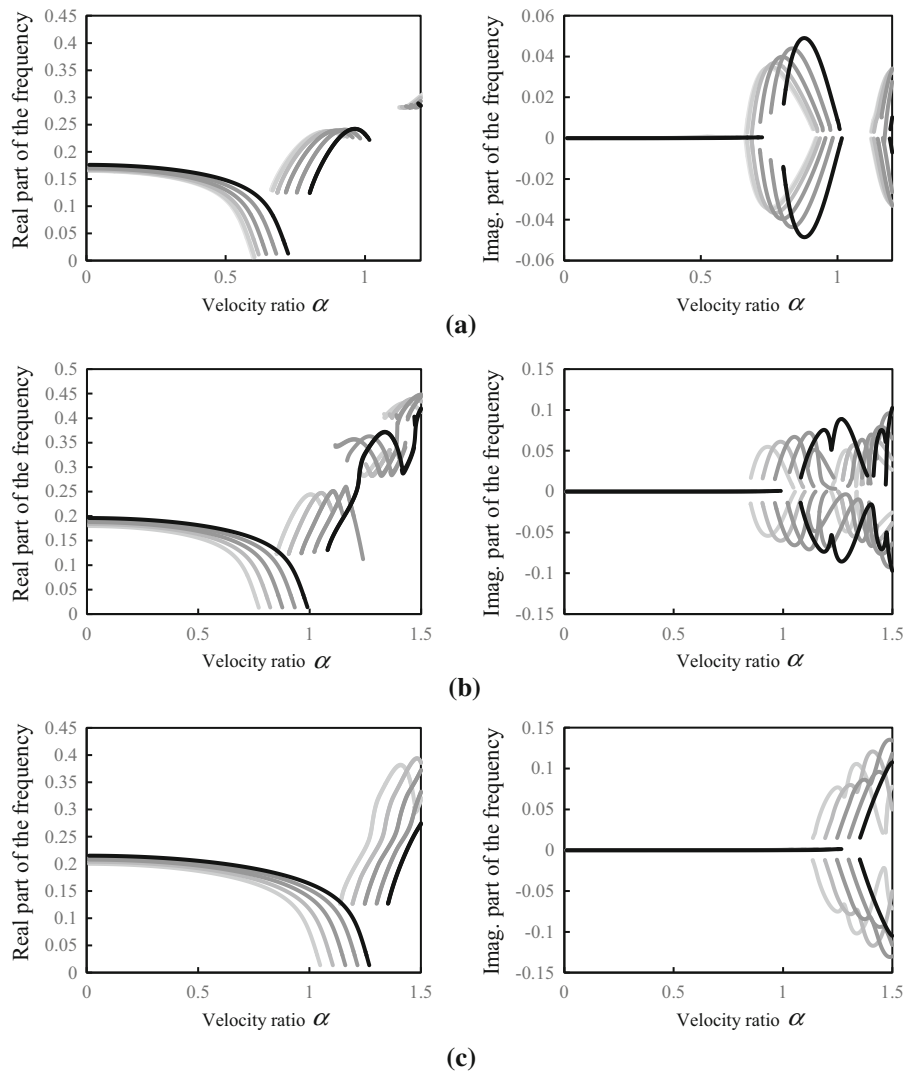 Real part of the frequency
0.45
0.4
0.35
0.3
0.25
0.2
0.15
0.1
0.05
0
0 0.5 1
Velocity ratio α
Imag. part of the frequency
0.06
0.04
0.02
0
-0.02
-0.04
-0.06
0 0.5 1
Velocity ratio α
(a)
Real part of the frequency
0.5
0.45
0.4
0.35
0.3
0.25
0.2
0.15
0.1
0.05
0
0 0.5 1 1.5
Velocity ratio α
Imag. part of the frequency
0.15
0.1
0.05
0
-0.05
-0.1
-0.15
0 0.5 1 1.5
Velocity ratio α
(b)
Real part of the frequency
0.45
0.4
0.35
0.3
0.25
0.2
0.15
0.1
0.05
0
0 0.5 1 1.5
Velocity ratio α
Imag. part of the frequency
0.15
0.1
0.05
0
-0.05
-0.1
-0.15
0 0.5 1 1.5
Velocity ratio α
(c)